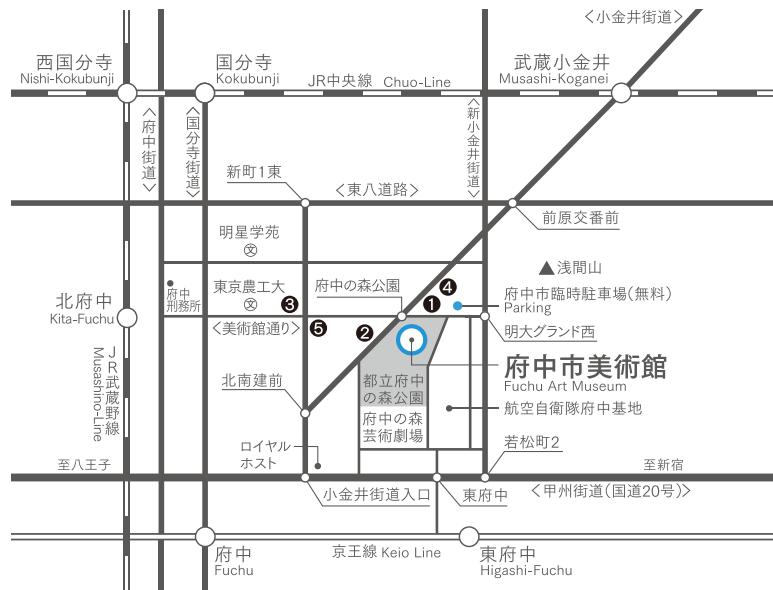 〈小金井街道〉
西国分寺
Nishi-Kokubunji
国分寺
Kokubunji
JR中央線 Chuo-Line
武蔵小金井
Musashi-Koganei
〈府中街道〉
〈国分寺街道〉
〈新小金井街道〉
新町1東
〈東八道路〉
前原交番前
明星学苑
文
浅間山
府中刑務所
東京農工大
文
❸
府中の森公園
❹
❶
府中市臨時駐車場(無料)
Parking
北府中
Kita-Fuchu
〈美術館通り〉
❺
❷
明大グランド西
府中市美術館
Fuchu Art Museum
JR武蔵野線
Musashino-Line
北南建前
都立府中
の森公園
航空自衛隊府中基地
府中の森
芸術劇場
ロイヤル
ホスト
若松町2
至八王子
至新宿
小金井街道入口
東府中
〈甲州街道(国道20号)〉
府中
Fuchu
京王線 Keio Line
東府中
Higashi-Fuchu